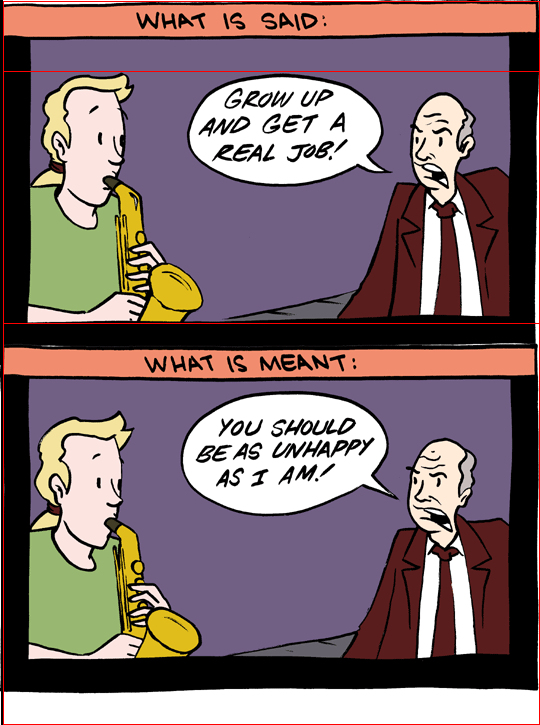 WHAT IS SAID:
GROW UP
AND GET A
REAL JOB!
WHAT IS MEANT:
YOU SHOULD
BE AS UNHAPPY
AS I AM!